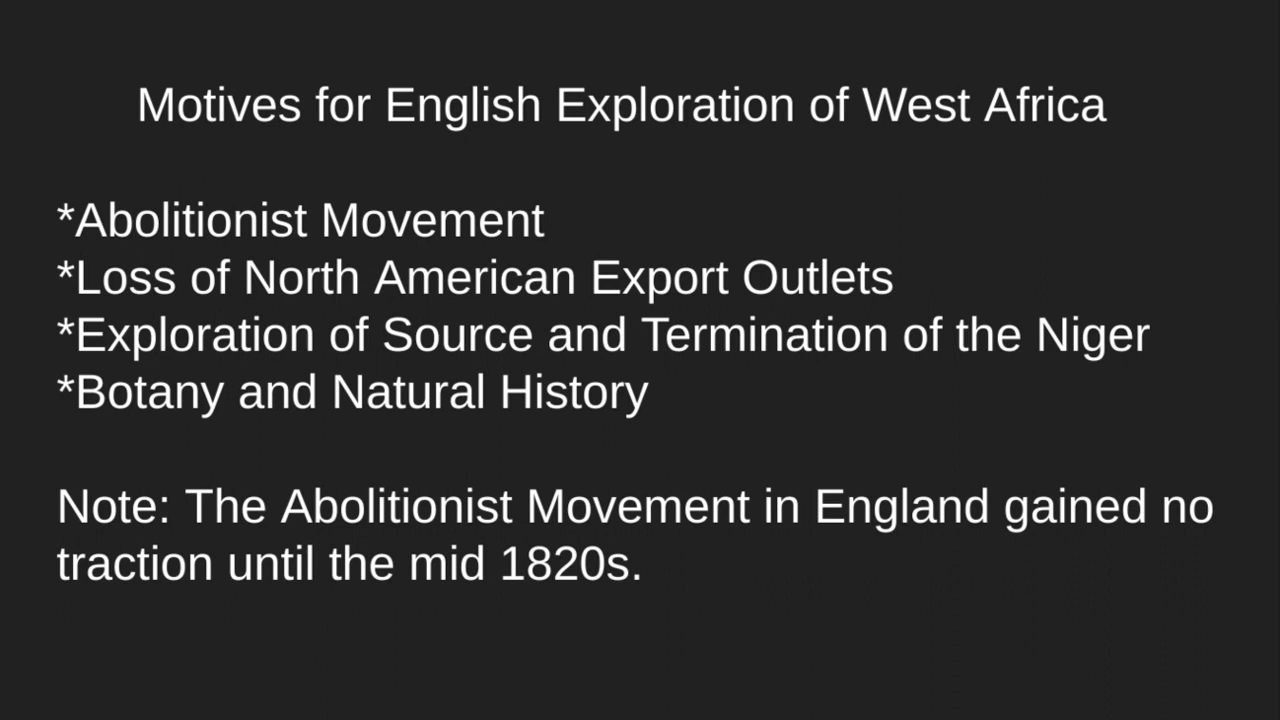 Motives for English Exploration of West Africa
*Abolitionist Movement
*Loss of North American Export Outlets
*Exploration of Source and Termination of the Niger
*Botany and Natural History
Note: The Abolitionist Movement in England gained no
traction until the mid 1820s.